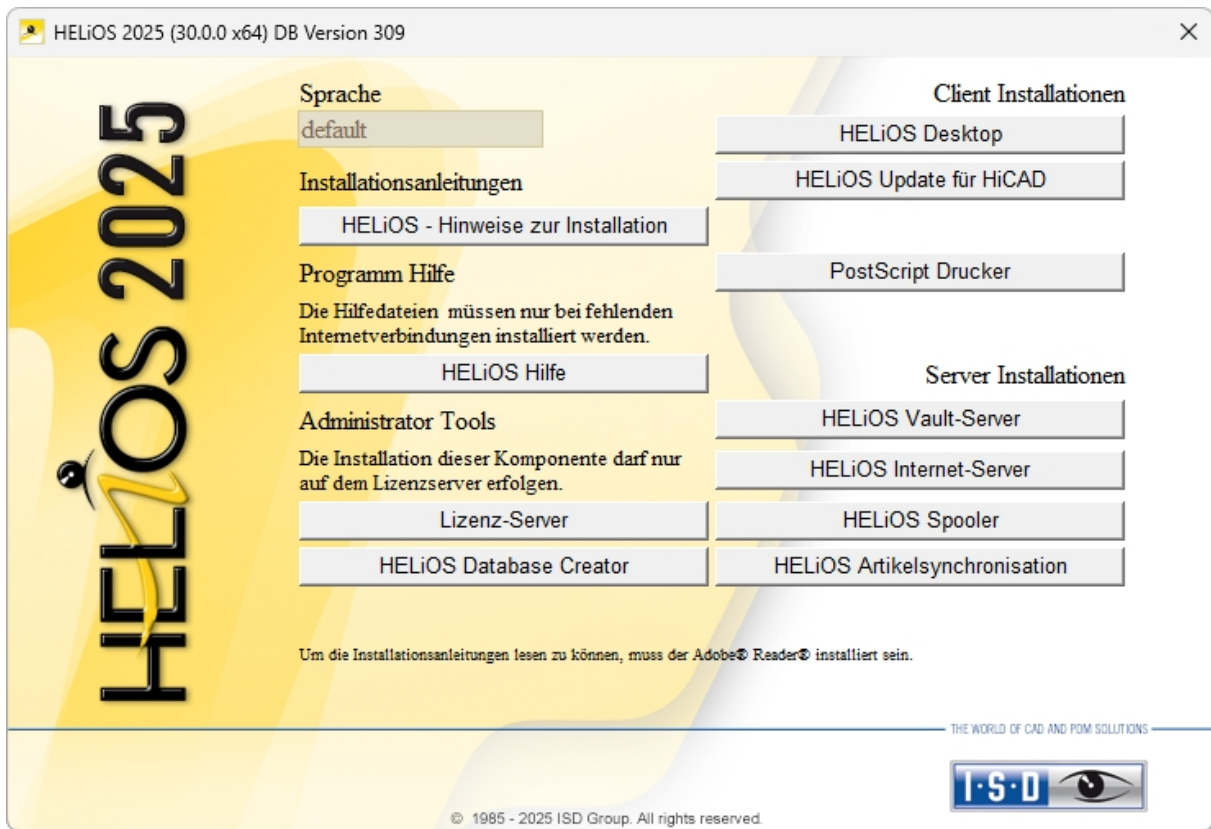 HELiOS 2025 (30.0.0 x64) DB Version 309
HELiOS 2025
Sprache
default
Installationsanleitungen
HELiOS - Hinweise zur Installation
Programm Hilfe
Die Hilfedateien müssen nur bei fehlenden
Internetverbindungen installiert werden.
HELiOS Hilfe
Administrator Tools
Die Installation dieser Komponente darf nur
auf dem Lizenzserver erfolgen.
Lizenz-Server
HELiOS Database Creator
Client Installationen
HELiOS Desktop
HELiOS Update für HiCAD
PostScript Drucker
Server Installationen
HELiOS Vault-Server
HELiOS Internet-Server
HELiOS Spooler
HELiOS Artikelsynchronisation
Um die Installationsanleitungen lesen zu können, muss der Adobe® Reader® installiert sein.
THE WORLD OF CAD AND PDM SOLUTIONS
I·S·D
© 1985 - 2025 ISD Group. All rights reserved.